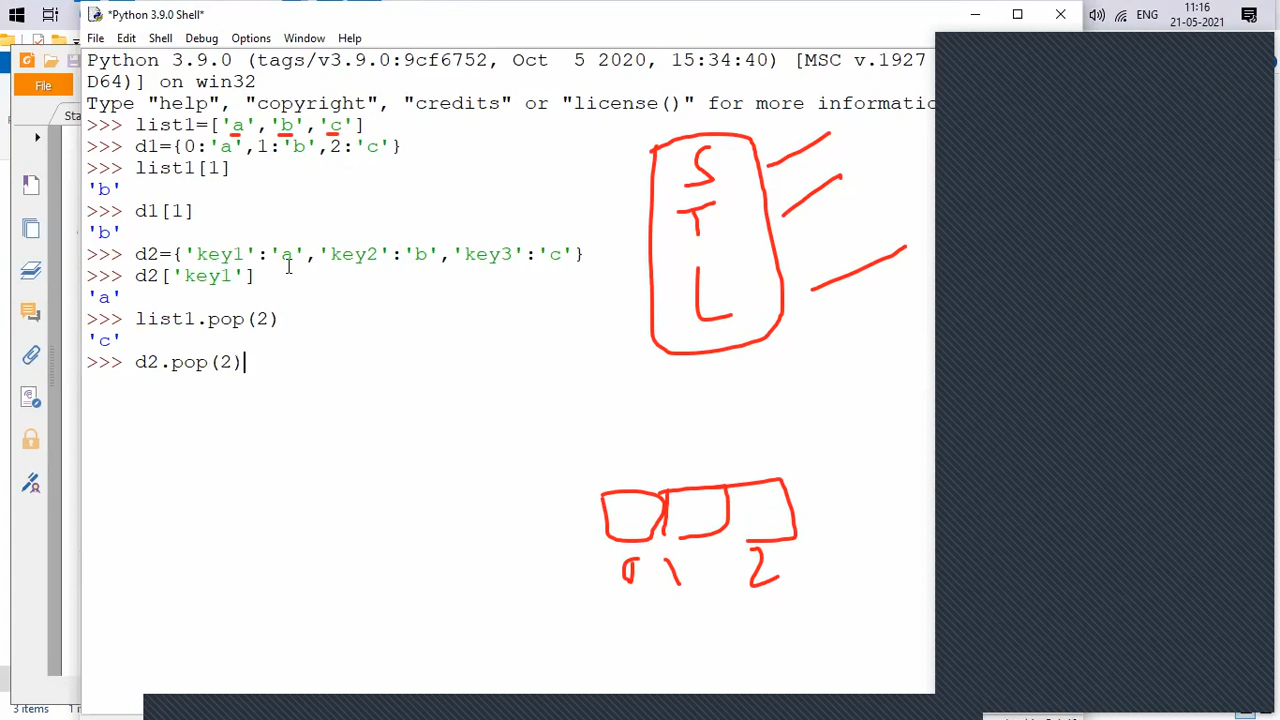 *Python 3.9.0 Shell*
ENG
11:16
21-05-2021
File Edit Shell Debug Options Window Help
File
Sta
Python 3.9.0 (tags/v3.9.0:9cf6752, Oct  5 2020, 15:34:40) [MSC v.1927
D64)] on win32
Type "help", "copyright", "credits" or "license()" for more informatio
>>> list1=['a','b','c']
>>> d1={0:'a',1:'b',2:'c'}
>>> list1[1]
'b'
>>> d1[1]
'b'
>>> d2={'key1':'a','key2':'b','key3':'c'}
>>> d2['key1']
'a'
>>> list1.pop(2)
'c'
>>> d2.pop(2)
S
T
L
0 1 2
3 items